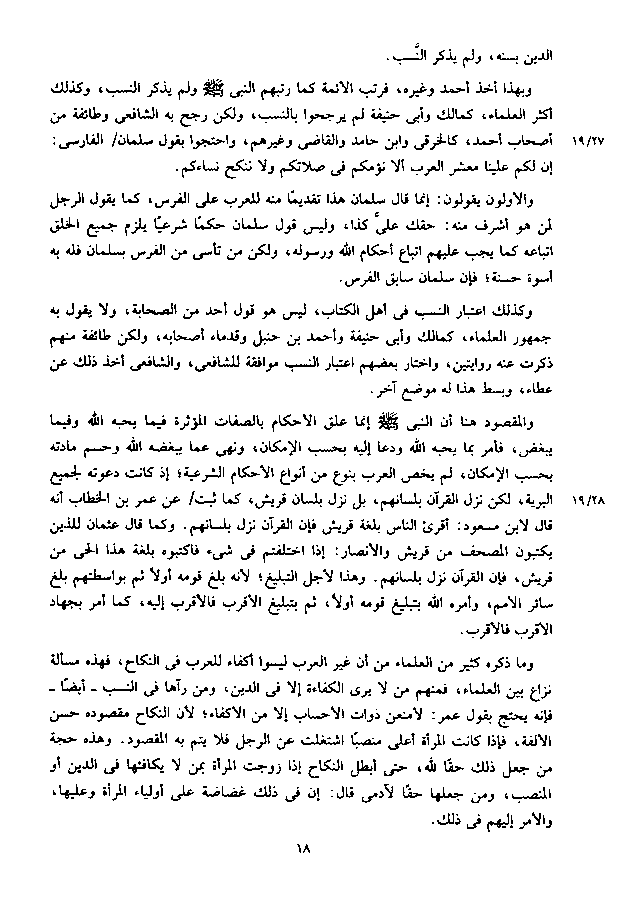 الدين بسنه، ولم يذكر النَّسب.
وبهذا أخذ أحمد وغيره، فرتب الأئمة كما رتبهم النبى ﷺ ولم يذكر النسب، وكذلك
أكثر العلماء، كمالك وأبى حنيفة لم يرجحوا بالنسب، ولكن رجح به الشافعى وطائفة من
١٩/٢٧ أصحاب أحمد، كالخرقى وابن حامد والقاضى وغيرهم، واحتجوا بقول سلمان/ الفارسى:
إن لكم علينا معشر العرب ألا نؤمكم فى صلاتكم ولا ننكح نساءكم.
والأولون يقولون: إنما قال سلمان هذا تقديمًا منه للعرب على الفرس، كما يقول الرجل
لمن هو أشرف منه: حقك علىَّ كذا، وليس قول سلمان حكمًا شرعيًا يلزم جميع الخلق
اتباعه كما يجب عليهم اتباع أحكام الله ورسوله، ولكن من تأسى من الفرس بسلمان فله به
أسوة حسنة؛ فإن سلمان سابق الفرس.
وكذلك اعتبار النسب فى أهل الكتاب، ليس هو قول أحد من الصحابة، ولا يقول به
جمهور العلماء، كمالك وأبى حنيفة وأحمد بن حنبل وقدماء أصحابه، ولكن طائفة منهم
ذكرت عنه روايتين، واختار بعضهم اعتبار النسب موافقة للشافعى، والشافعى أخذ ذلك عن
عطاء، وبسط هذا له موضع آخر.
والمقصود هنا أن النبى ﷺ إنما علق الأحكام بالصفات المؤثرة فيما يحبه الله وفيما
يبغض، فأمر بما يحبه الله ودعا إليه بحسب الإمكان، ونهى عما يبغضه الله وحسم مادته
بحسب الإمكان، لم يخص العرب بنوع من أنواع الأحكام الشرعية؛ إذ كانت دعوته لجميع
١٩/٢٨ البرية، لكن نزل القرآن بلسانهم، بل نزل بلسان قريش، كما ثبت/ عن عمر بن الخطاب أنه
قال لابن مسعود: أقرئ الناس بلغة قريش فإن القرآن نزل بلسانهم. وكما قال عثمان للذين
يكتبون المصحف من قريش والأنصار: إذا اختلفتم فى شىء فاكتبوه بلغة هذا الحى من
قريش، فإن القرآن نزل بلسانهم. وهذا لأجل التبليغ؛ لأنه بلغ قومه أولاً ثم بواسطتهم بلغ
سائر الأمم، وأمره الله بتبليغ قومه أولاً، ثم بتبليغ الأقرب فالأقرب إليه، كما أمر بجهاد
الأقرب فالأقرب.
وما ذكره كثير من العلماء من أن غير العرب ليسوا أكفاء للعرب فى النكاح، فهذه مسألة
نزاع بين العلماء، فمنهم من لا يرى الكفاءة إلا فى الدين، ومن رآها فى النسب ـ أيضًا ـ
فإنه يحتج بقول عمر: لأمنعن ذوات الأحساب إلا من الأكفاء؛ لأن النكاح مقصوده حسن
الألفة، فإذا كانت المرأة أعلى منصبًا اشتغلت عن الرجل فلا يتم به المقصود. وهذه حجة
من جعل ذلك حقًا لله، حتى أبطل النكاح إذا زوجت المرأة بمن لا يكافئها فى الدين أو
المنصب، ومن جعلها حقًا لآدمى قال: إن فى ذلك غضاضة على أولياء المرأة وعليها،
والأمر إليهم فى ذلك.
١٨